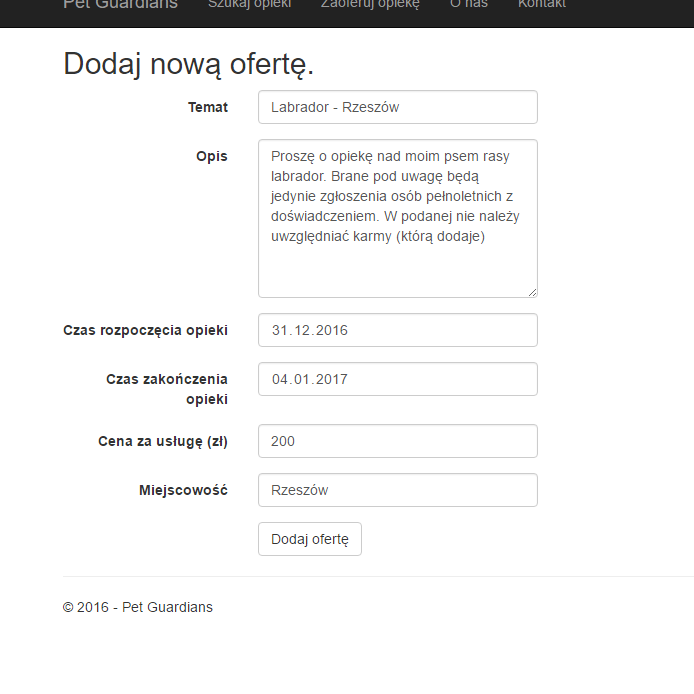 Pet Guardians Szukaj opieki Zaoferuj opiekę O nas Kontakt
Dodaj nową ofertę.
Temat Labrador - Rzeszów
Opis Proszę o opiekę nad moim psem rasy
labrador. Brane pod uwagę będą
jedynie zgłoszenia osób pełnoletnich z
doświadczeniem. W podanej nie należy
uwzględniać karmy (którą dodaje)
Czas rozpoczęcia opieki 31.12.2016
Czas zakończenia 04.01.2017
opieki
Cena za usługę (zł) 200
Miejscowość Rzeszów
Dodaj ofertę
© 2016 - Pet Guardians